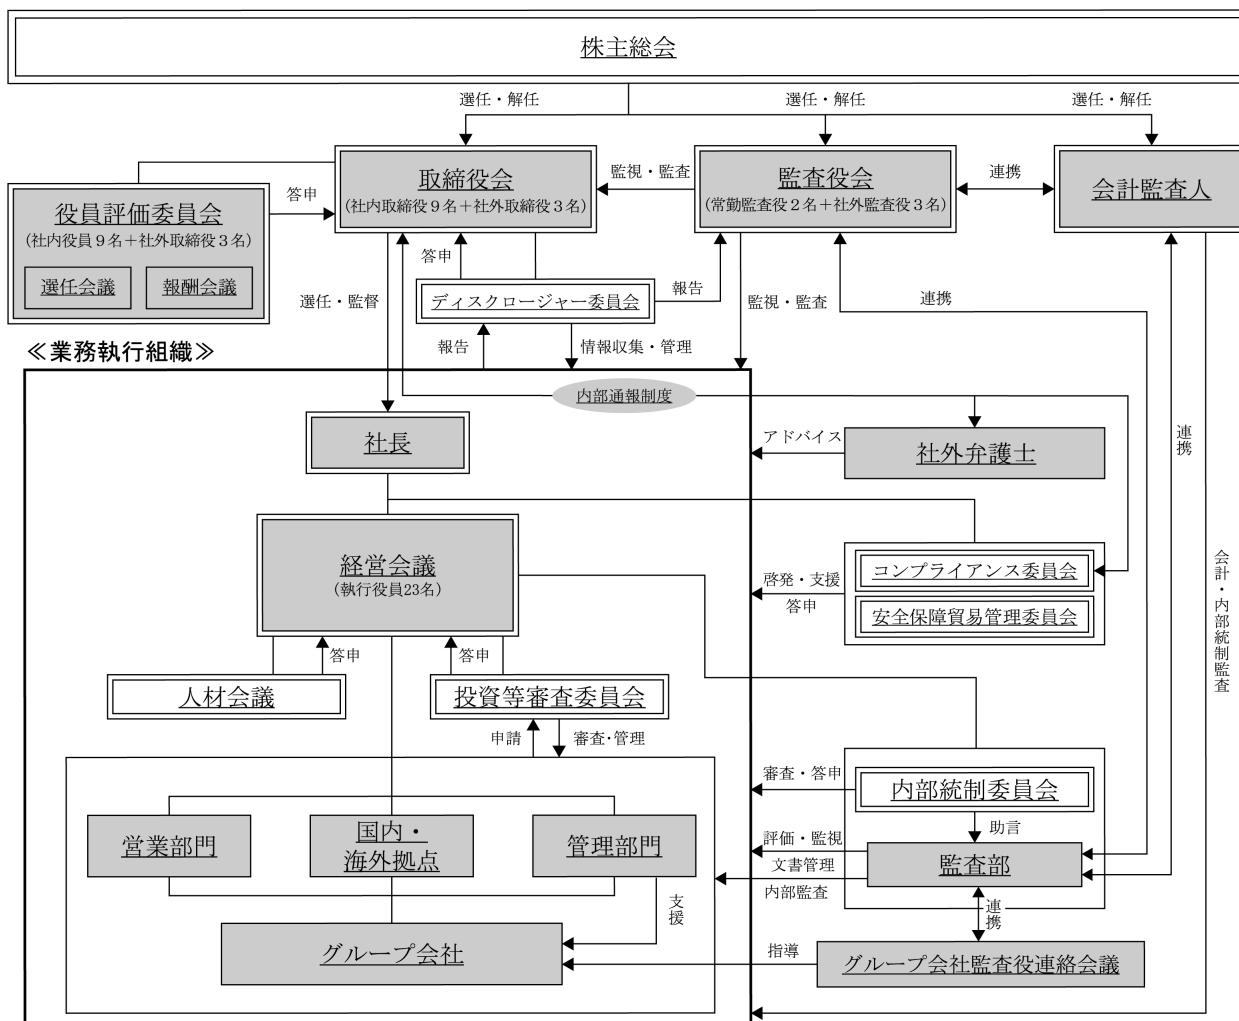 株主総会
選任・解任
選任・解任
選任・解任
取締役会
(社内取締役9名+社外取締役3名)
監視・監査
監査役会
(常勤監査役2名+社外監査役3名)
連携
会計監査人
役員評価委員会
(社内役員9名+社外取締役3名)
選任会議
報酬会議
答申
選任・監督
答申
ディスクロージャー委員会
報告
監視・監査
連携
報告
情報収集・管理
≪業務執行組織≫
内部通報制度
社長
アドバイス
社外弁護士
連携
経営会議
(執行役員23名)
啓発・支援
答申
コンプライアンス委員会
安全保障貿易管理委員会
会計・内部統制監査
答申
答申
人材会議
投資等審査委員会
申請
審査・管理
審査・答申
内部統制委員会
助言
営業部門
国内・
海外拠点
管理部門
評価・監視
文書管理
内部監査
監査部
支援
連携
グループ会社
指導
グループ会社監査役連絡会議